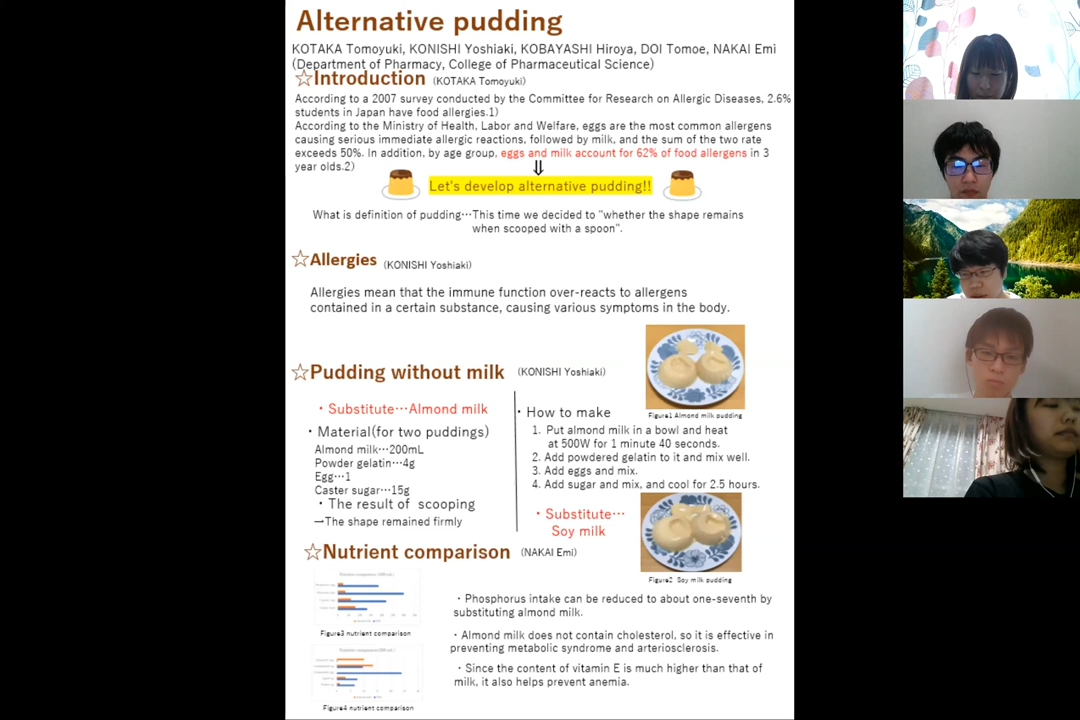 Alternative pudding
KOTAKA Tomoyuki, KONISHI Yoshiaki, KOBAYASHI Hiroya, DOI Tomoe, NAKAI Emi
(Department of Pharmacy, College of Pharmaceutical Science)
☆Introduction (KOTAKA Tomoyuki)
According to a 2007 survey conducted by the Committee for Research on Allergic Diseases, 2.6%
students in Japan have food allergies.1)
According to the Ministry of Health, Labor and Welfare, eggs are the most common allergens
causing serious immediate allergic reactions, followed by milk, and the sum of the two rate
exceeds 50%. In addition, by age group, eggs and milk account for 62% of food allergens in 3
year olds.2)
⇓
Let's develop alternative pudding!!
What is definition of pudding…This time we decided to "whether the shape remains
when scooped with a spoon".
☆Allergies (KONISHI Yoshiaki)
Allergies mean that the immune function over-reacts to allergens
contained in a certain substance, causing various symptoms in the body.
Figure1 Almond milk pudding
☆Pudding without milk (KONISHI Yoshiaki)
・Substitute…Almond milk
・Material(for two puddings)
Almond milk…200mL
Powder gelatin…4g
Egg…1
Caster sugar…15g
・The result of scooping
→The shape remained firmly
・How to make
1. Put almond milk in a bowl and heat
at 500W for 1 minute 40 seconds.
2. Add powdered gelatin to it and mix well.
3. Add eggs and mix.
4. Add sugar and mix, and cool for 2.5 hours.
・Substitute…
Soy milk
Figure2 Soy milk pudding
☆Nutrient comparison (NAKAI Emi)
Figure3 nutrient comparison
Figure4 nutrient comparison
・Phosphorus intake can be reduced to about one-seventh by
substituting almond milk.
・Almond milk does not contain cholesterol, so it is effective in
preventing metabolic syndrome and arteriosclerosis.
・Since the content of vitamin E is much higher than that of
milk, it also helps prevent anemia.